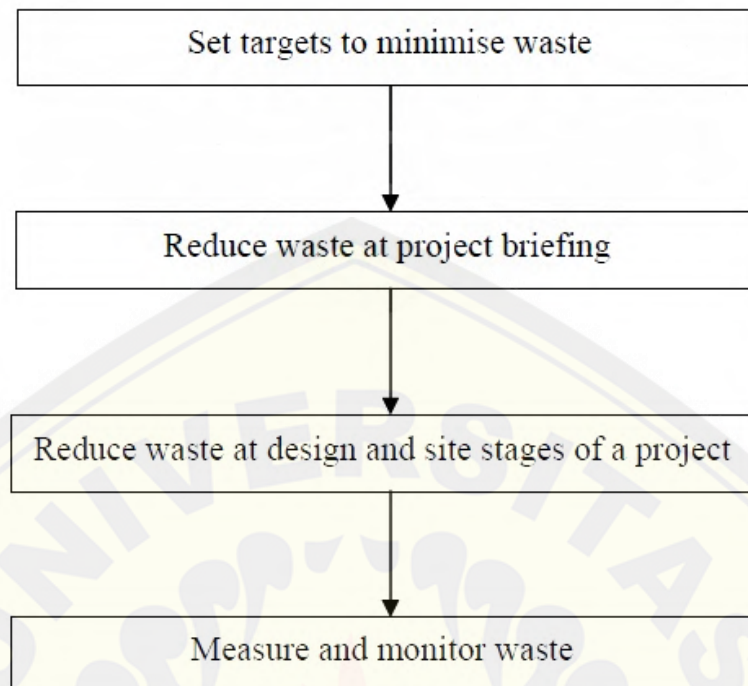 Set targets to minimise waste
Reduce waste at project briefing
Reduce waste at design and site stages of a project
Measure and monitor waste
UNIVERSITAS